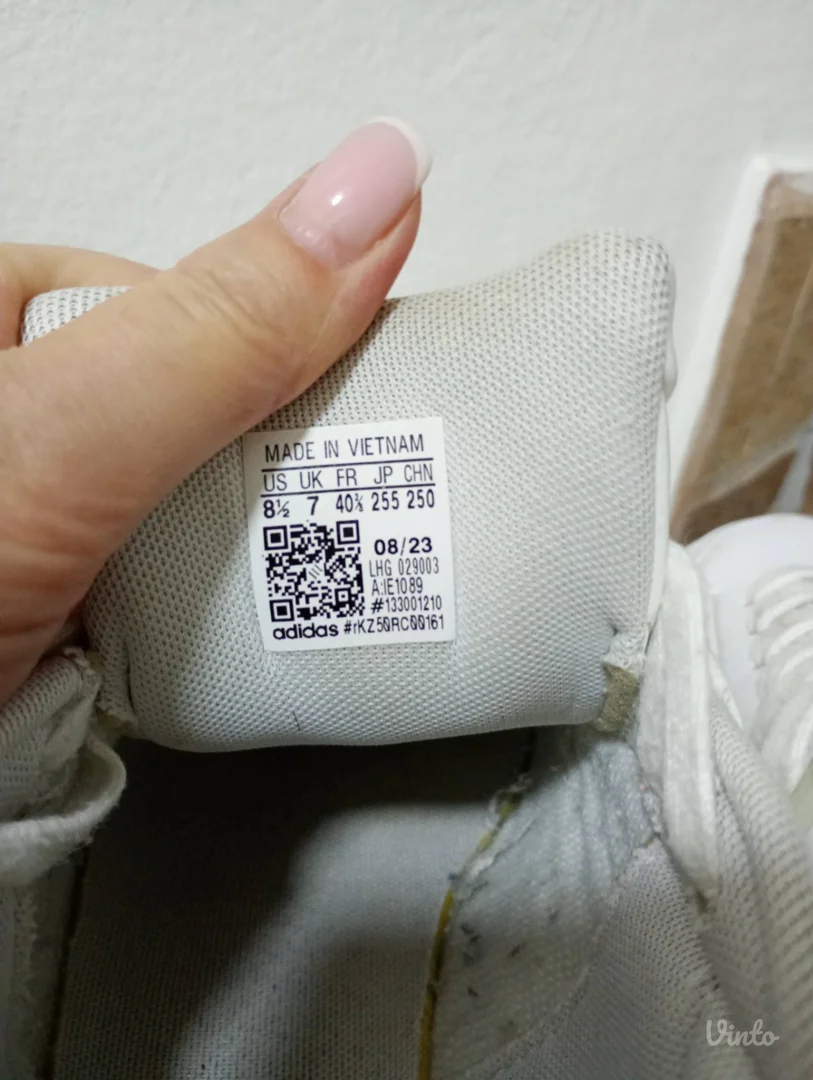 MADE IN VIETNAM
US UK FR JP CHN
8½ 7 40⅔ 255 250
08/23
LHG 029003
A:IE1089
#133001210
adidas #rKZ50RC00161
Vinto